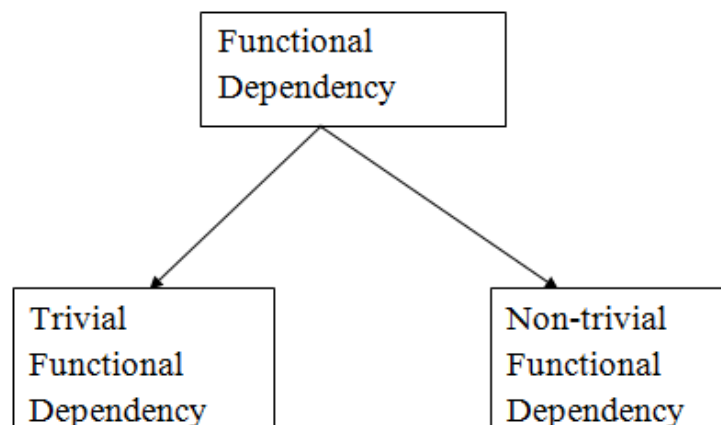 Functional
Dependency
Trivial
Functional
Dependency
Non-trivial
Functional
Dependency